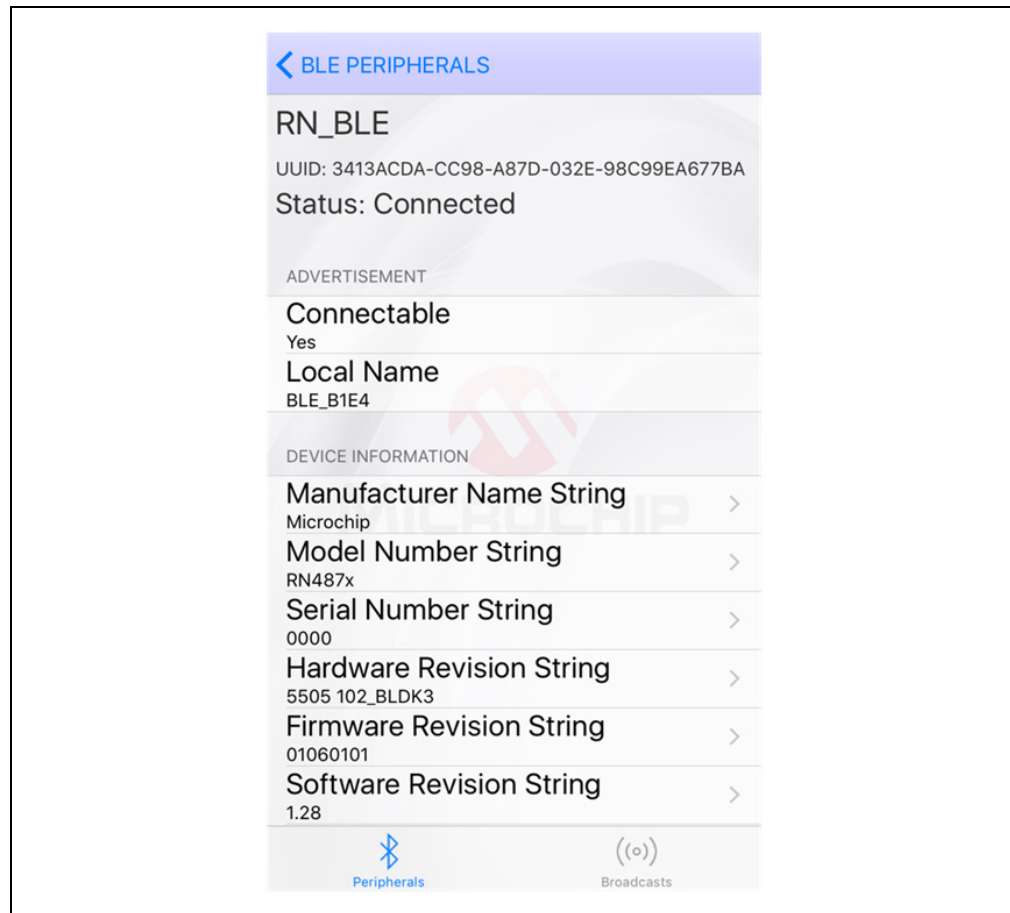 BLE PERIPHERALS
RN_BLE
UUID: 3413ACDA-CC98-A87D-032E-98C99EA677BA
Status: Connected
ADVERTISEMENT
Connectable
Yes
Local Name
BLE_B1E4
DEVICE INFORMATION
Manufacturer Name String
Microchip
MICROCHIP
Model Number String
RN487x
Serial Number String
0000
Hardware Revision String
5505 102_BLDK3
Firmware Revision String
01060101
Software Revision String
1.28
Peripherals
Broadcasts